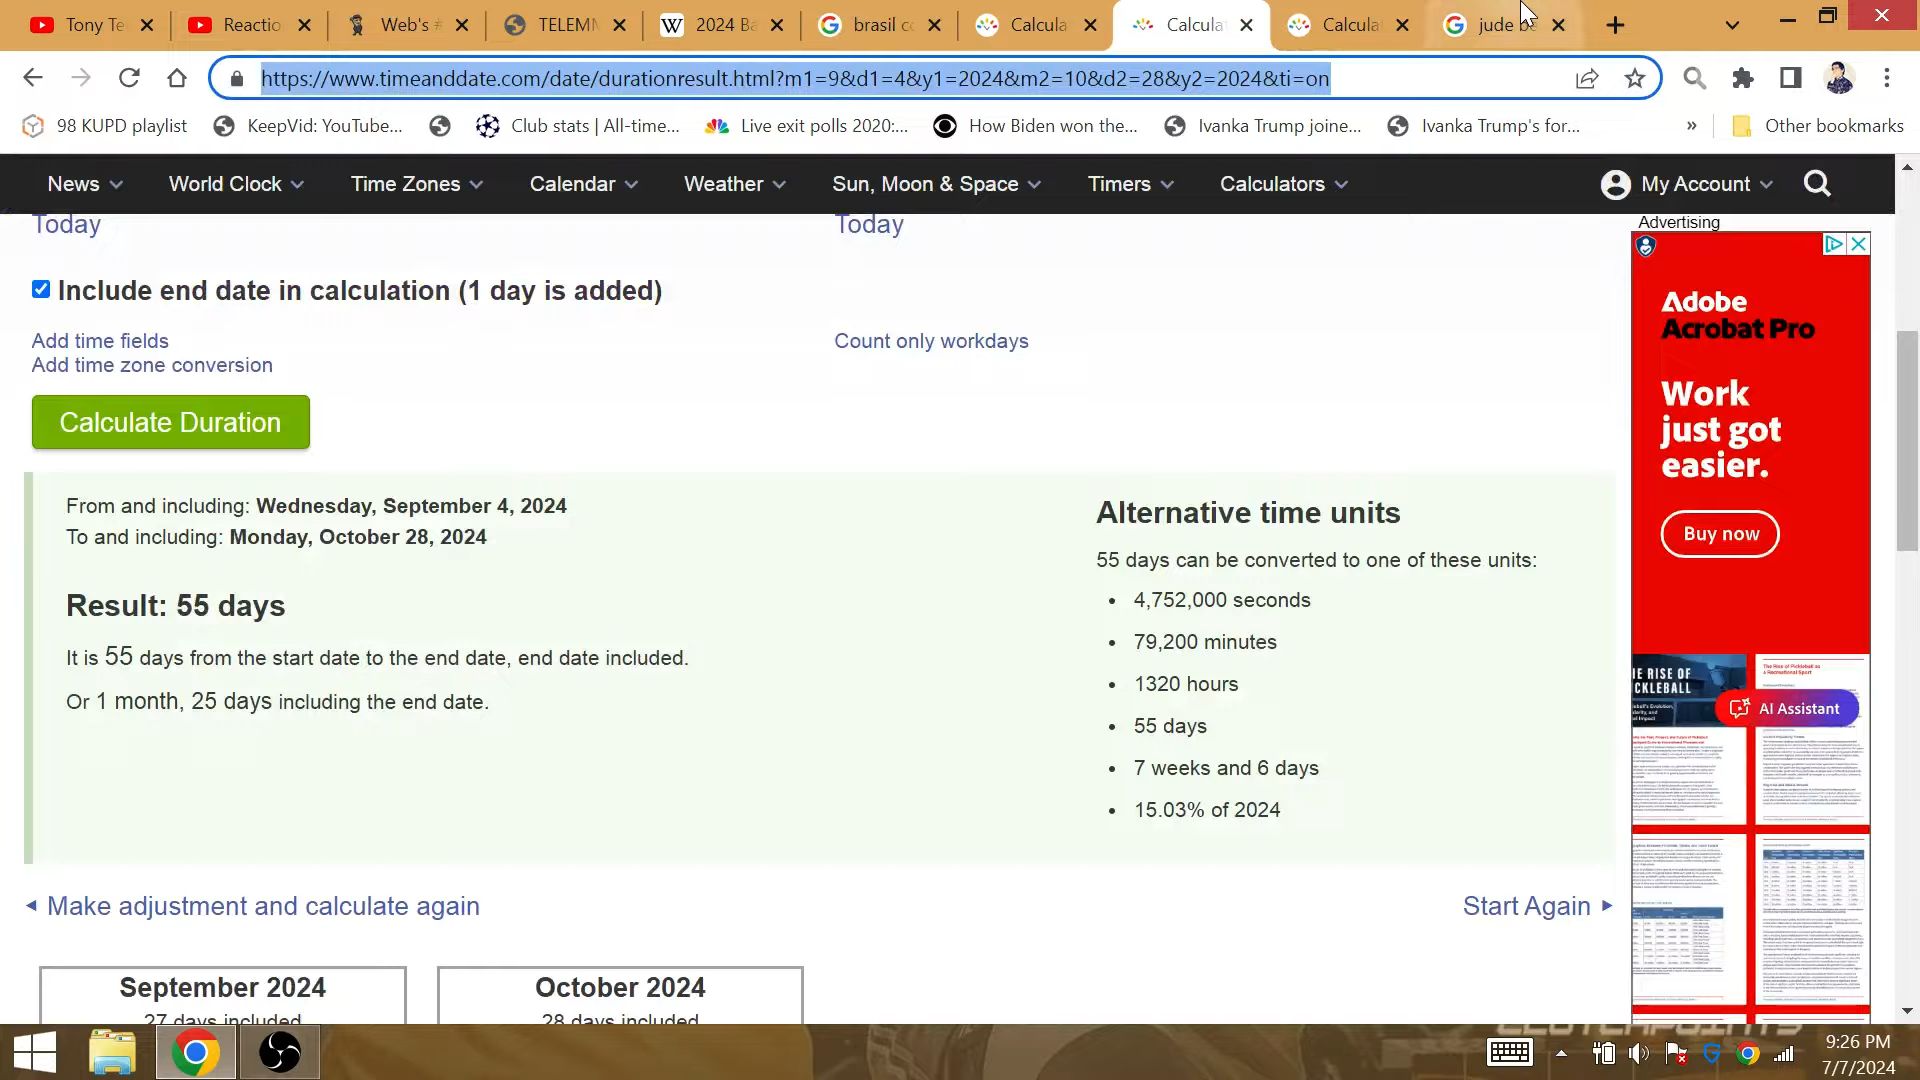 Tony Te
Reactio
Web's #
TELEMM
2024 Ba
brasil co
Calcula
Calcula
Calcula
jude be
https://www.timeanddate.com/date/durationresult.html?m1=9&d1=4&y1=2024&m2=10&d2=28&y2=2024&ti=on
98 KUPD playlist
KeepVid: YouTube...
Club stats | All-time...
Live exit polls 2020:...
How Biden won the...
Ivanka Trump joine...
Ivanka Trump's for...
»
Other bookmarks
News
World Clock
Time Zones
Calendar
Weather
Sun, Moon & Space
Timers
Calculators
My Account
Today
Today
Advertising
Include end date in calculation (1 day is added)
Add time fields
Count only workdays
Add time zone conversion
Calculate Duration
From and including: Wednesday, September 4, 2024
To and including: Monday, October 28, 2024
Result: 55 days
It is 55 days from the start date to the end date, end date included.
Or 1 month, 25 days including the end date.
Alternative time units
55 days can be converted to one of these units:
• 4,752,000 seconds
• 79,200 minutes
• 1320 hours
• 55 days
• 7 weeks and 6 days
• 15.03% of 2024
Adobe
Acrobat Pro
Work
just got
easier.
Buy now
AI Assistant
Make adjustment and calculate again
Start Again
September 2024
27 days included
October 2024
28 days included
9:26 PM
7/7/2024